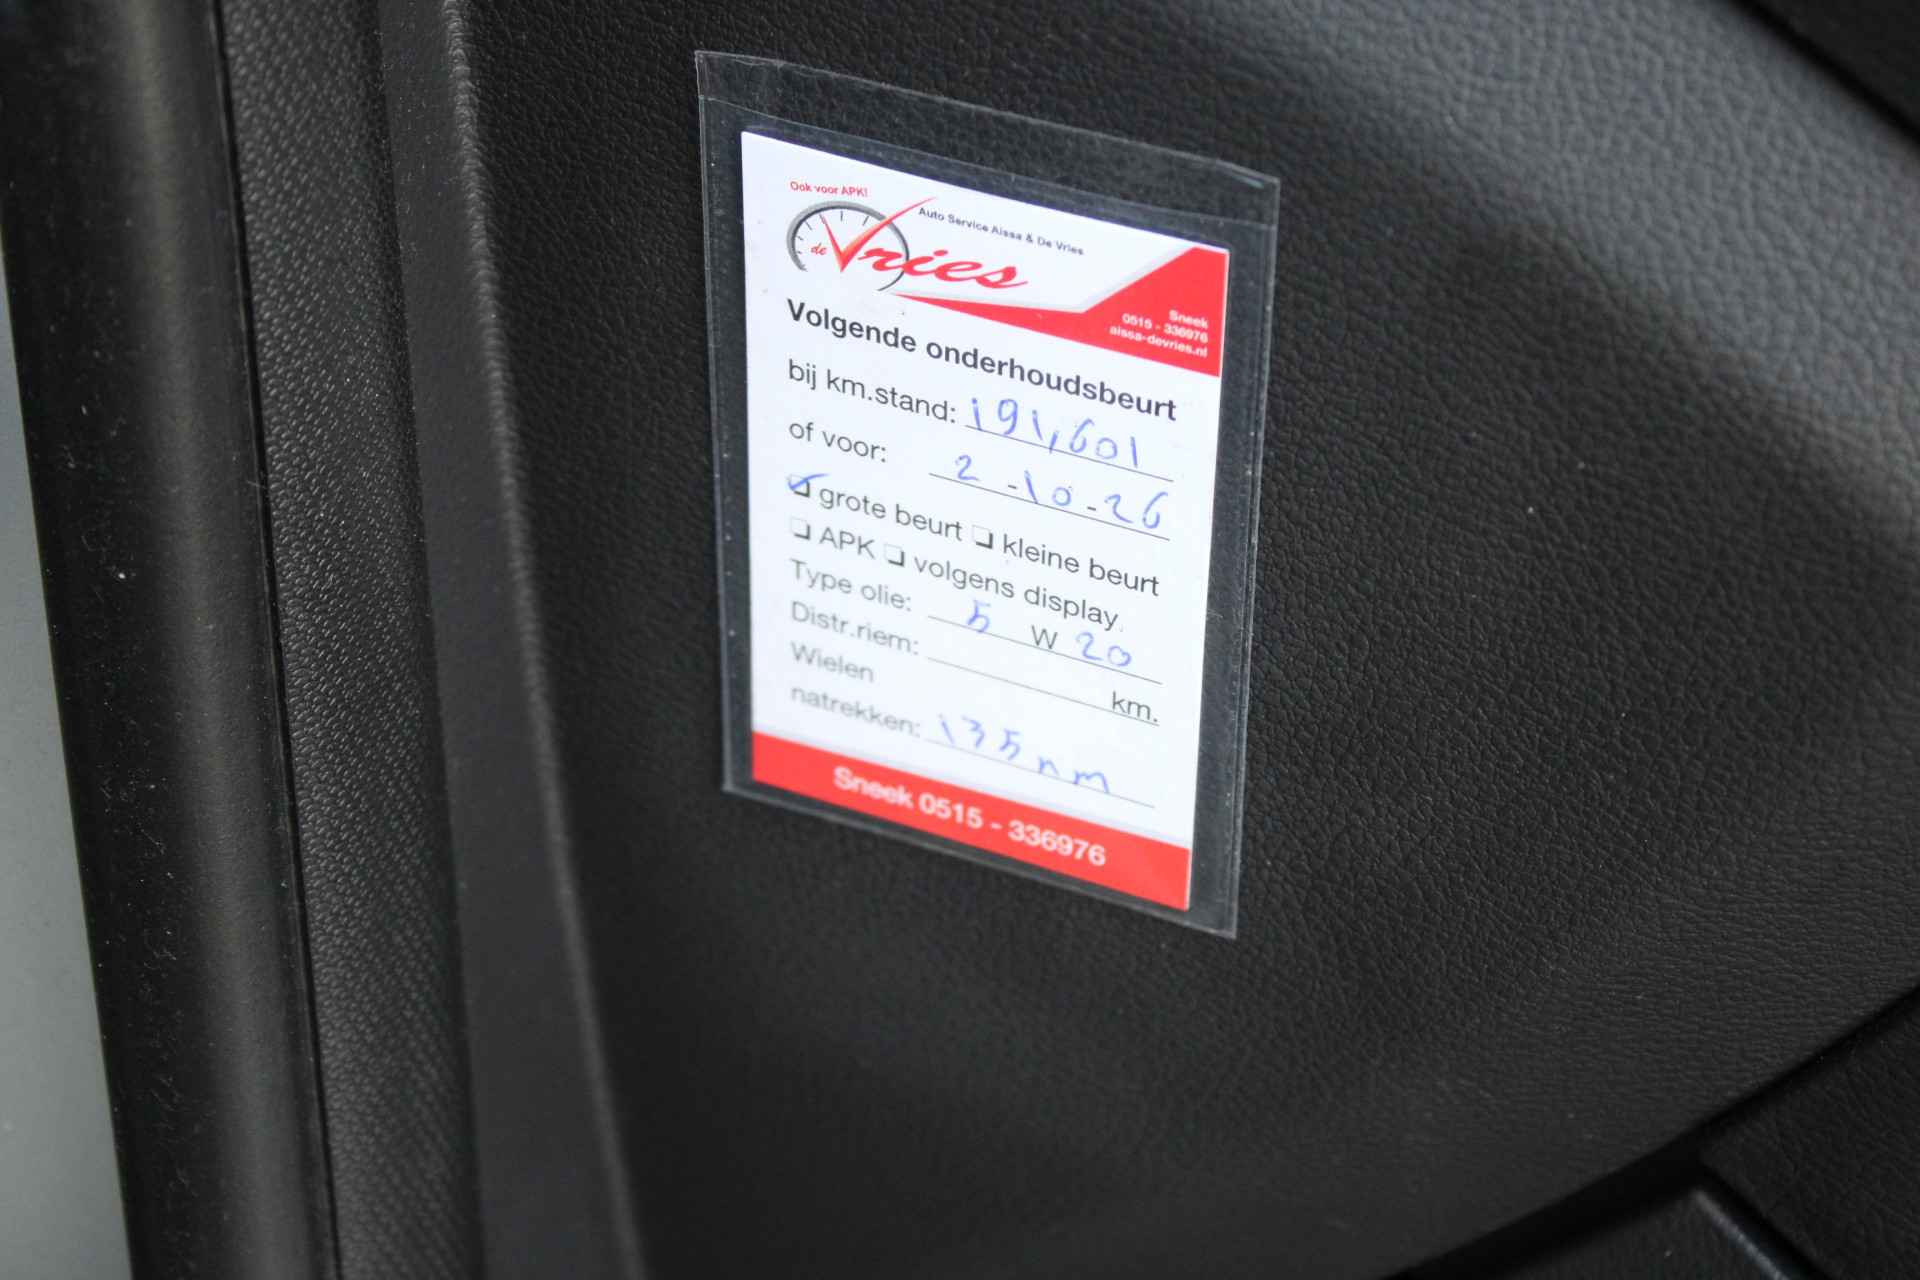 Ook voor APK!
Auto Service Aissa & De Vries
de Vries
Sneek
0515 - 336976
aissa-devries.nl
Volgende onderhoudsbeurt
bij km.stand: 191,601
of voor: 2-10-26
grote beurt kleine beurt
APK volgens display.
Type olie: 5 W 20
Distr.riem: km.
Wielen
natrekken: 135 nm
Sneek 0515 - 336976